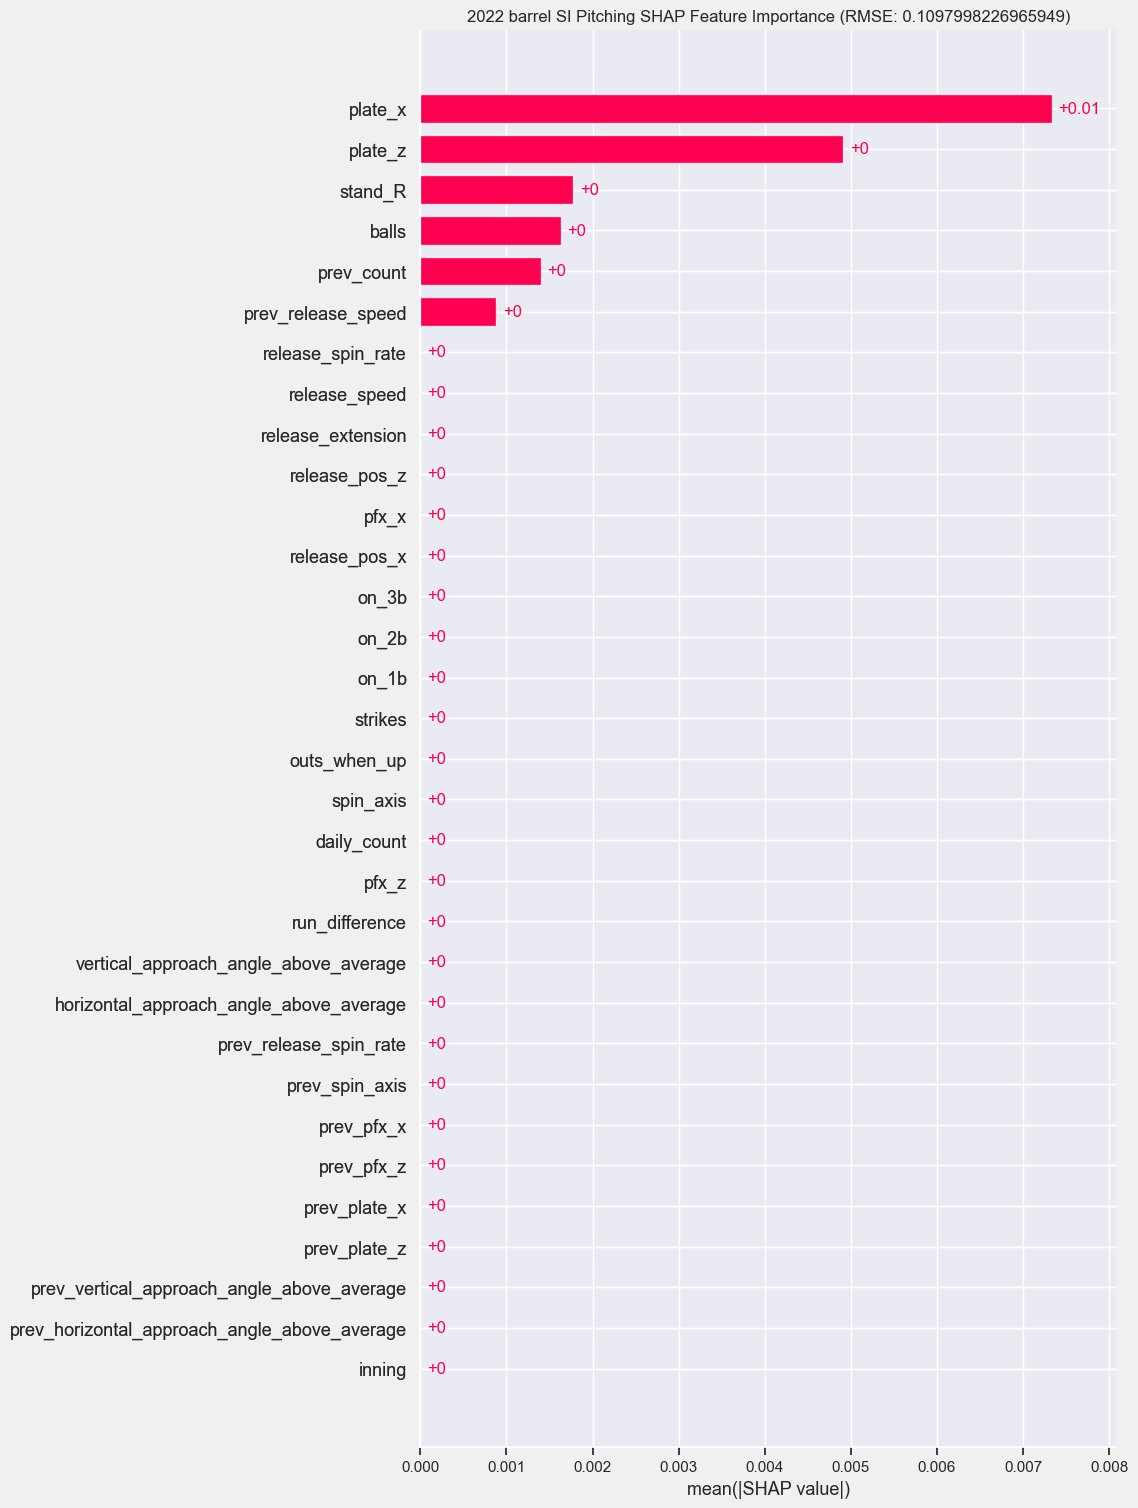 2022 barrel SI Pitching SHAP Feature Importance (RMSE: 0.1097998226965949)
plate_x +0.01
plate_z +0
stand_R +0
balls +0
prev_count +0
prev_release_speed +0
release_spin_rate +0
release_speed +0
release_extension +0
release_pos_z +0
pfx_x +0
release_pos_x +0
on_3b +0
on_2b +0
on_1b +0
strikes +0
outs_when_up +0
spin_axis +0
daily_count +0
pfx_z +0
run_difference +0
vertical_approach_angle_above_average +0
horizontal_approach_angle_above_average +0
prev_release_spin_rate +0
prev_spin_axis +0
prev_pfx_x +0
prev_pfx_z +0
prev_plate_x +0
prev_plate_z +0
prev_vertical_approach_angle_above_average +0
prev_horizontal_approach_angle_above_average +0
inning +0
0.000 0.001 0.002 0.003 0.004 0.005 0.006 0.007 0.008
mean(|SHAP value|)